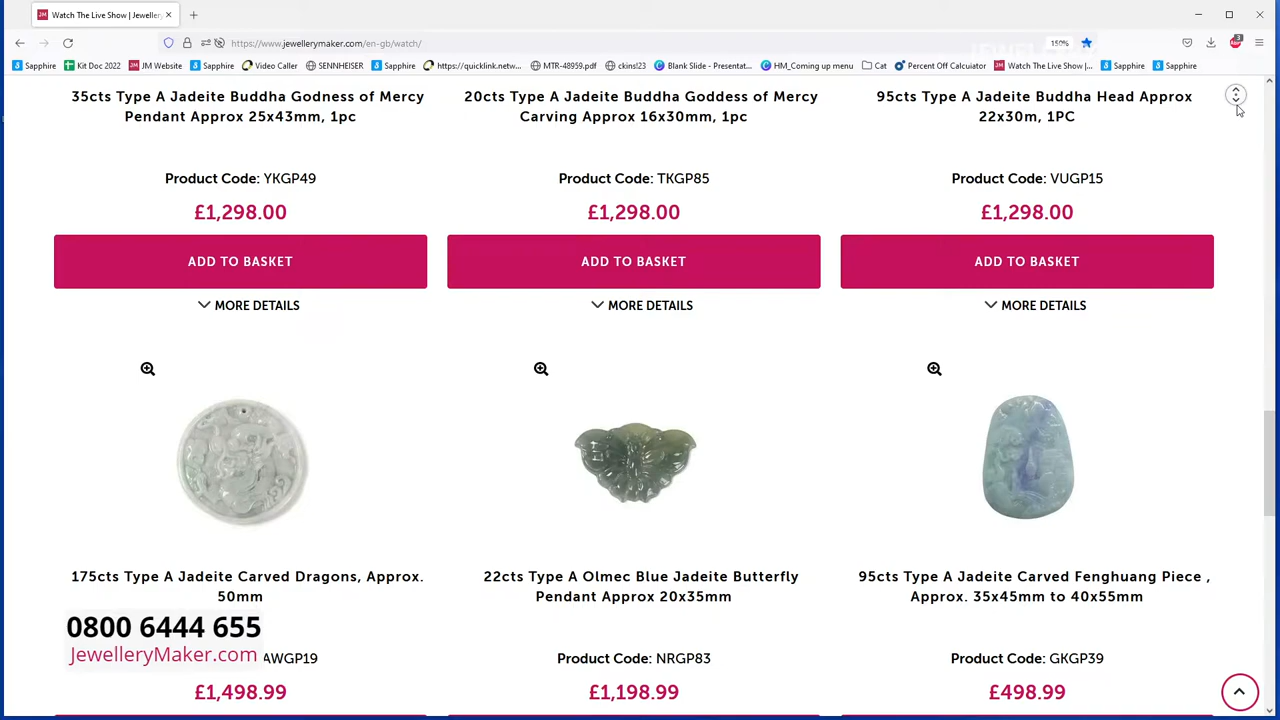 Watch The Live Show | Jewellery
https://www.jewellerymaker.com/en-gb/watch/
150%
3
Sapphire
Kit Doc 2022
JM Website
Sapphire
Video Caller
SENNHEISER
Sapphire
https://quicklink.netw...
MTR-48959.pdf
ckins!23
Blank Slide - Presentat...
HM_Coming up menu
Cat
Percent Off Calculator
Watch The Live Show |...
Sapphire
Sapphire
35cts Type A Jadeite Buddha Godness of Mercy
Pendant Approx 25x43mm, 1pc
20cts Type A Jadeite Buddha Goddess of Mercy
Carving Approx 16x30mm, 1pc
95cts Type A Jadeite Buddha Head Approx
22x30m, 1PC
Product Code: YKGP49
Product Code: TKGP85
Product Code: VUGP15
£1,298.00
£1,298.00
£1,298.00
ADD TO BASKET
ADD TO BASKET
ADD TO BASKET
MORE DETAILS
MORE DETAILS
MORE DETAILS
175cts Type A Jadeite Carved Dragons, Approx.
50mm
22cts Type A Olmec Blue Jadeite Butterfly
Pendant Approx 20x35mm
95cts Type A Jadeite Carved Fenghuang Piece ,
Approx. 35x45mm to 40x55mm
0800 6444 655
JewelleryMaker.com
AWGP19
Product Code: NRGP83
Product Code: GKGP39
£1,498.99
£1,198.99
£498.99